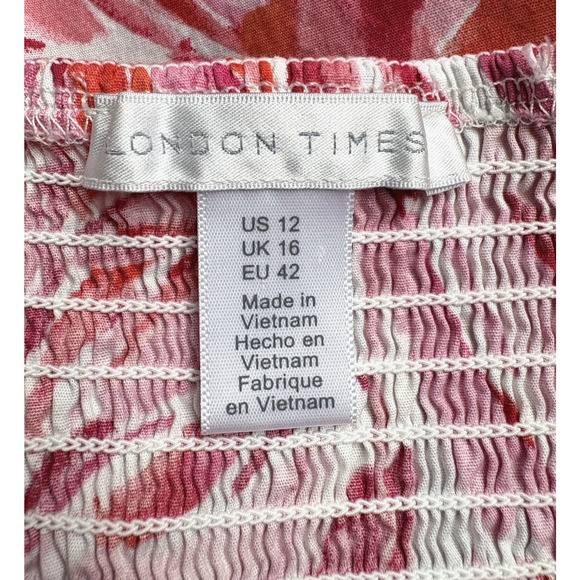 LONDON TIMES
US 12
UK 16
EU 42
Made in
Vietnam
Hecho en
Vietnam
Fabrique
en Vietnam